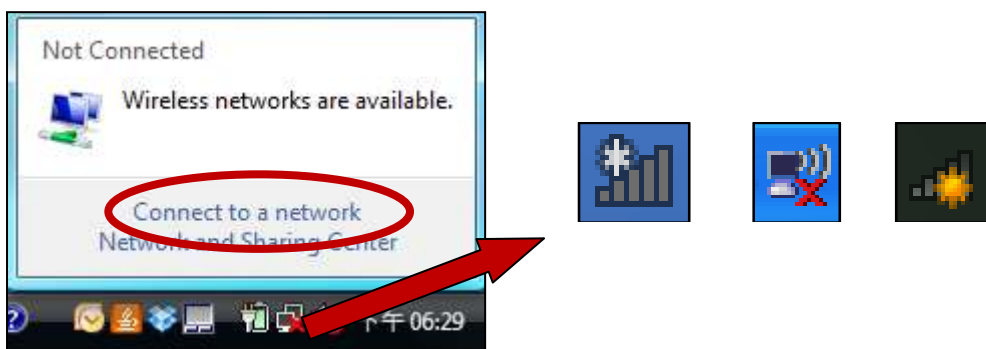 Not Connected
Wireless networks are available.
Connect to a network
Network and Sharing Center
下午 06:29